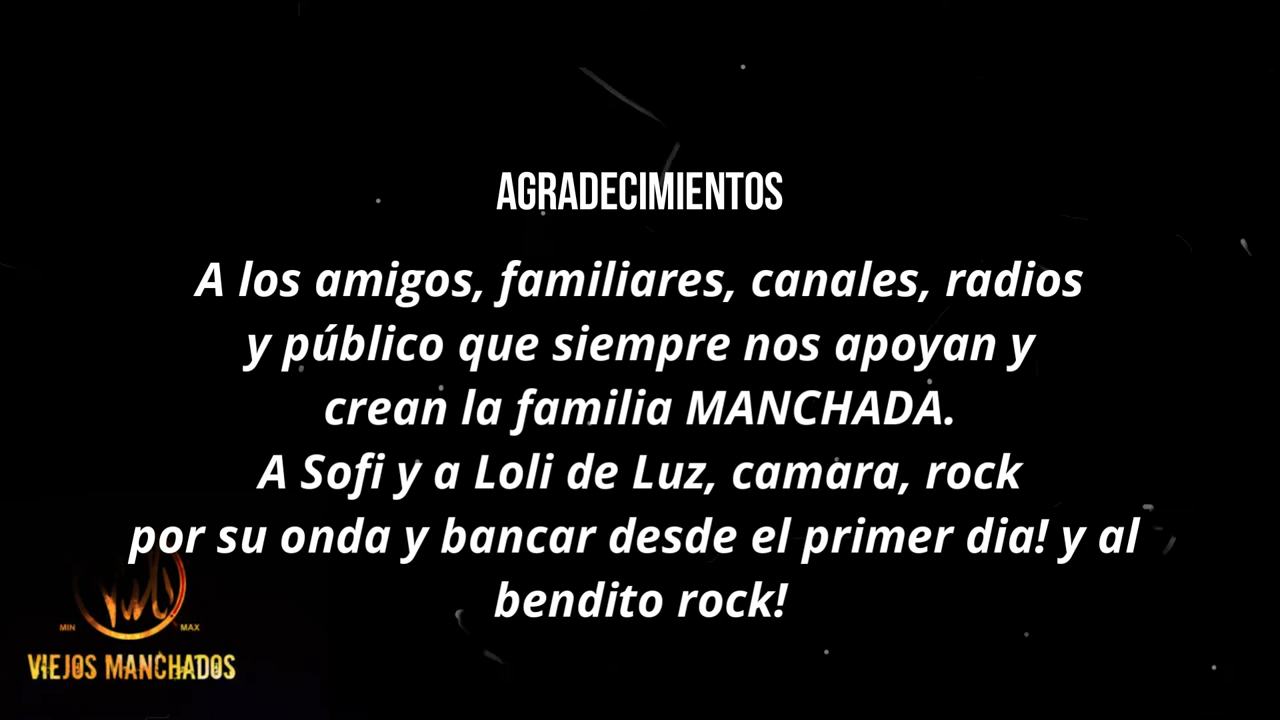 AGRADECIMIENTOS
A los amigos, familiares, canales, radios
y público que siempre nos apoyan y
crean la familia MANCHADA.
A Sofi y a Loli de Luz, camara, rock
por su onda y bancar desde el primer dia! y al
bendito rock!
MIN MAX
VIEJOS MANCHADOS